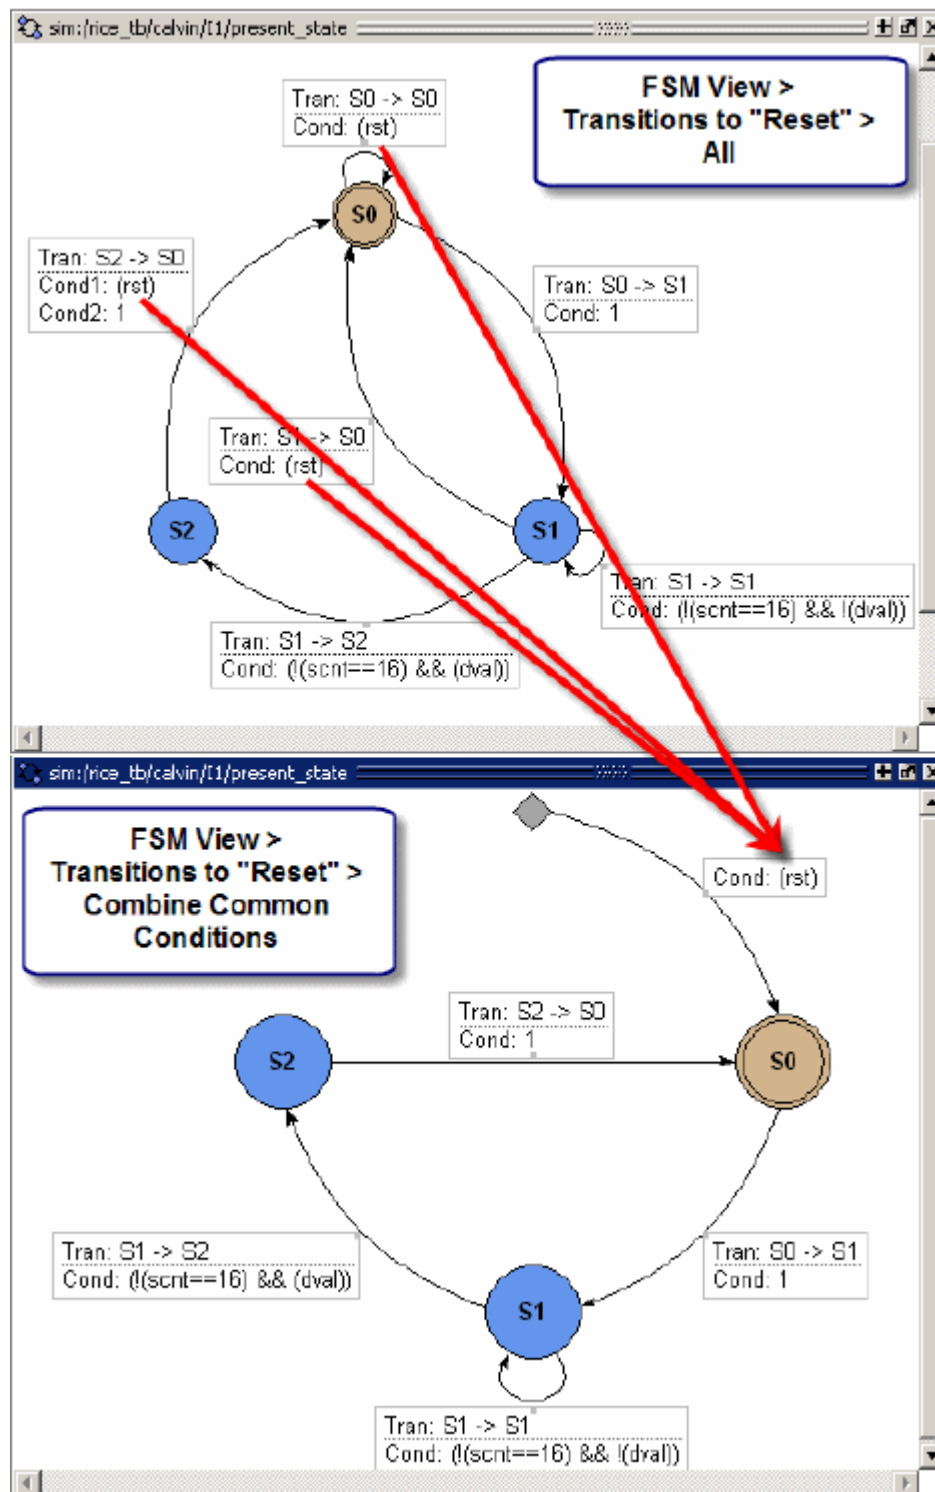 sim:/rice_tb/calvin/I1/present_state
FSM View >
Transitions to "Reset" >
All
Tran: S0 -> S0
Cond: (rst)
S0
Tran: S2 -> S0
Cond1: (rst)
Cond2: 1
Tran: S0 -> S1
Cond: 1
Tran: S1 -> S0
Cond: (rst)
S2
S1
Tran: S1 -> S1
Cond: (!(scnt==16) && !(dval))
Tran: S1 -> S2
Cond: (!(scnt==16) && (dval))
sim:/rice_tb/calvin/I1/present_state
FSM View >
Transitions to "Reset" >
Combine Common
Conditions
Cond: (rst)
Tran: S2 -> S0
Cond: 1
S2
S0
Tran: S1 -> S2
Cond: (!(scnt==16) && (dval))
Tran: S0 -> S1
Cond: 1
S1
Tran: S1 -> S1
Cond: (!(scnt==16) && !(dval))